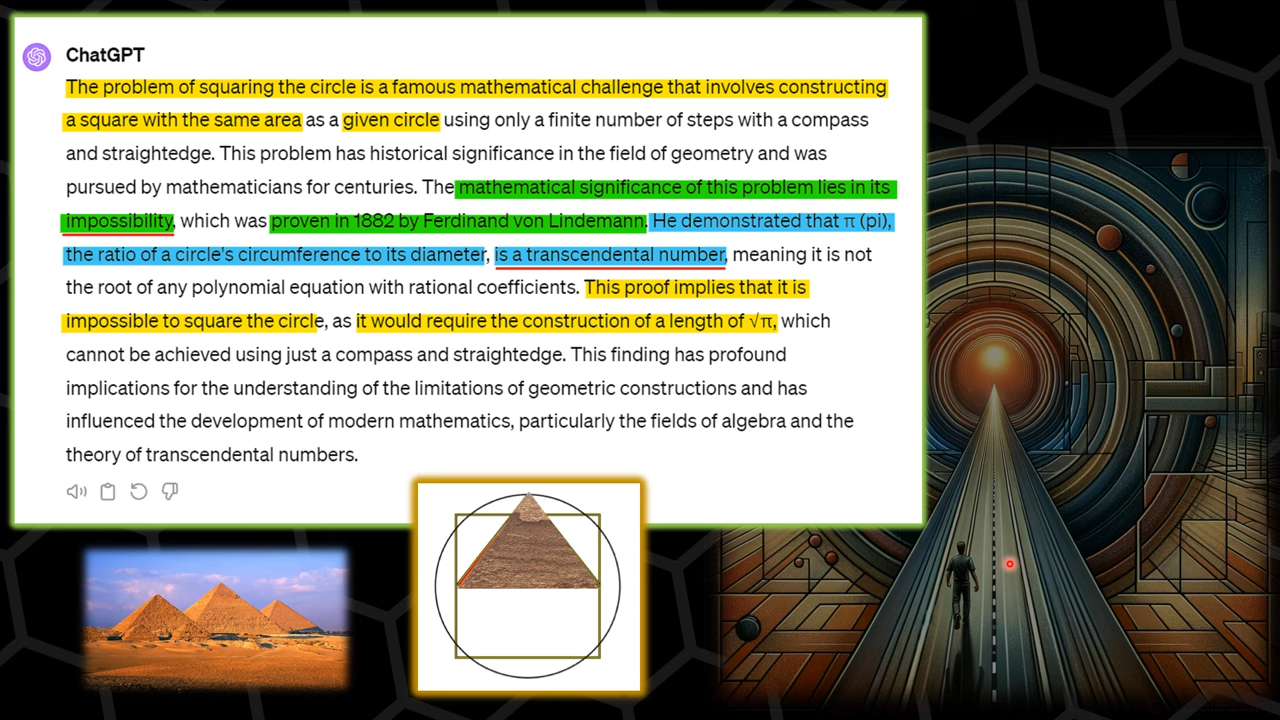 ChatGPT
The problem of squaring the circle is a famous mathematical challenge that involves constructing
a square with the same area as a given circle using only a finite number of steps with a compass
and straightedge. This problem has historical significance in the field of geometry and was
pursued by mathematicians for centuries. The mathematical significance of this problem lies in its
impossibility, which was proven in 1882 by Ferdinand von Lindemann. He demonstrated that π (pi),
the ratio of a circle's circumference to its diameter, is a transcendental number, meaning it is not
the root of any polynomial equation with rational coefficients. This proof implies that it is
impossible to square the circle, as it would require the construction of a length of √π, which
cannot be achieved using just a compass and straightedge. This finding has profound
implications for the understanding of the limitations of geometric constructions and has
influenced the development of modern mathematics, particularly the fields of algebra and the
theory of transcendental numbers.